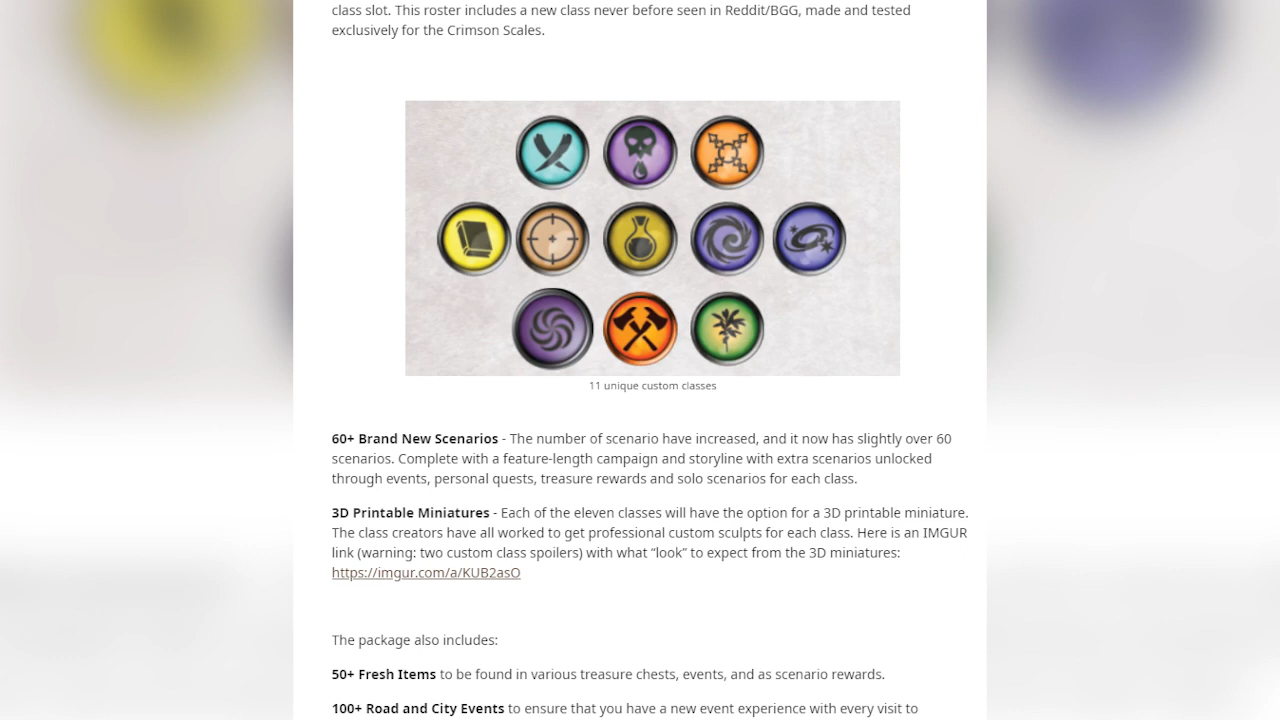 class slot. This roster includes a new class never before seen in Reddit/BGG, made and tested
exclusively for the Crimson Scales.
11 unique custom classes
60+ Brand New Scenarios - The number of scenario have increased, and it now has slightly over 60
scenarios. Complete with a feature-length campaign and storyline with extra scenarios unlocked
through events, personal quests, treasure rewards and solo scenarios for each class.
3D Printable Miniatures - Each of the eleven classes will have the option for a 3D printable miniature.
The class creators have all worked to get professional custom sculpts for each class. Here is an IMGUR
link (warning: two custom class spoilers) with what “look” to expect from the 3D miniatures:
https://imgur.com/a/KUB2asO
The package also includes:
50+ Fresh Items to be found in various treasure chests, events, and as scenario rewards.
100+ Road and City Events to ensure that you have a new event experience with every visit to